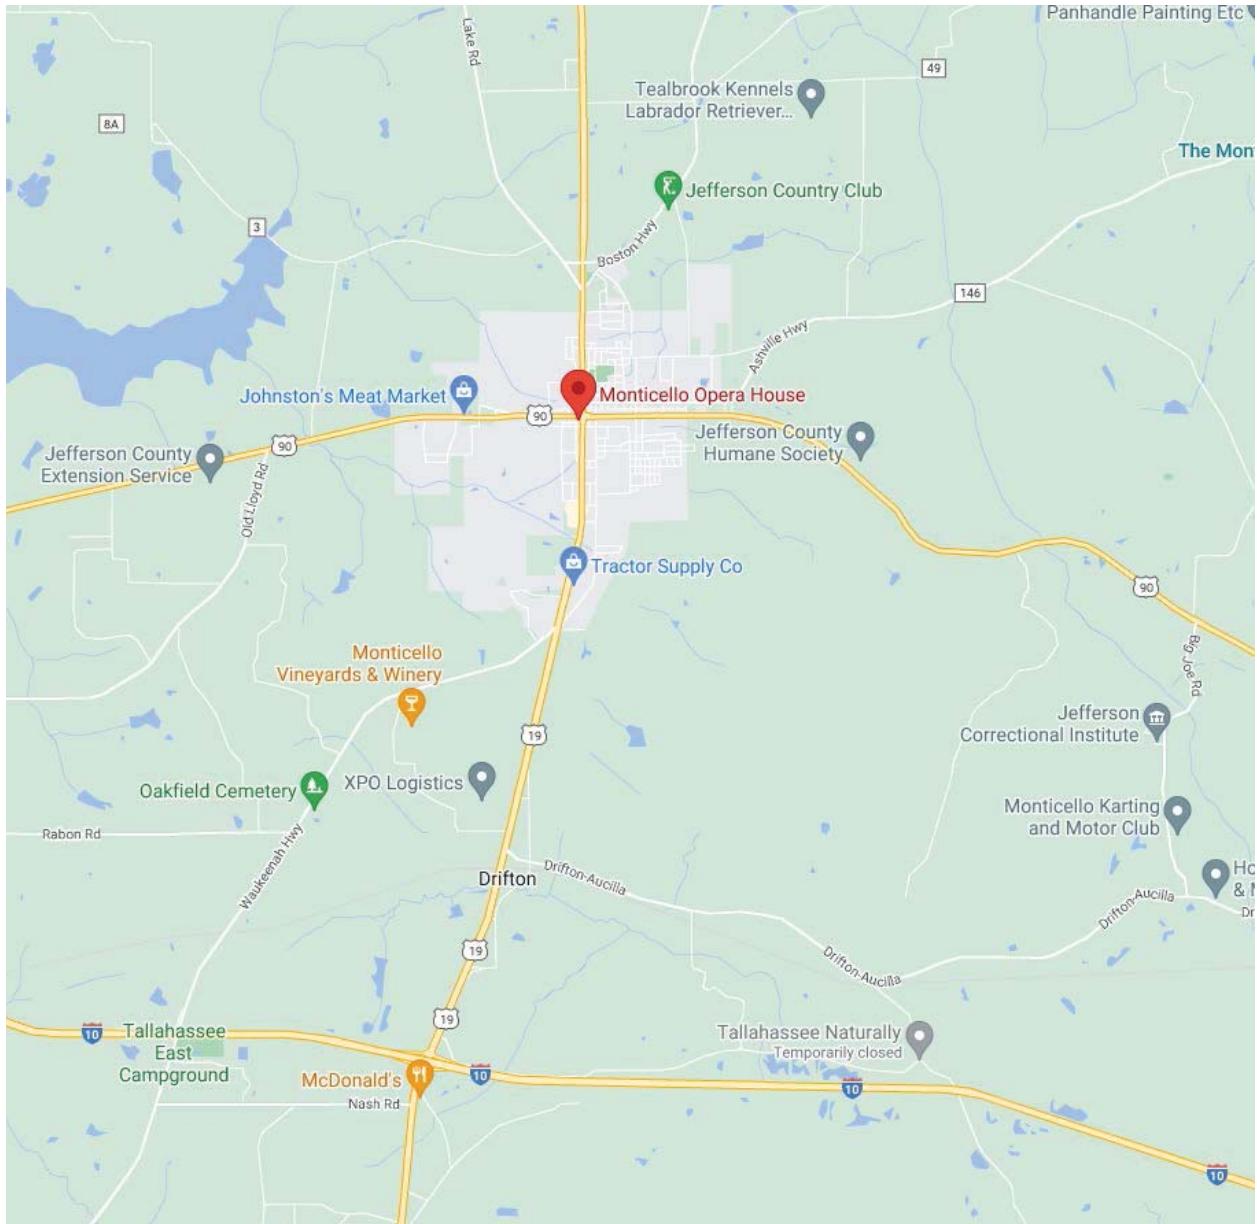 Panhandle Painting Etc
Lake Rd
49
Tealbrook Kennels
Labrador Retriever...
8A
The Mon
Jefferson Country Club
3
Boston Hwy
146
Ashville Hwy
Johnston's Meat Market
Monticello Opera House
90
Jefferson County
Humane Society
90
Jefferson County
Extension Service
Old Lloyd Rd
Tractor Supply Co
90
Monticello
Vineyards & Winery
Big Joe Rd
Jefferson
Correctional Institute
19
XPO Logistics
Oakfield Cemetery
Monticello Karting
and Motor Club
Rabon Rd
Waukeenah Hwy
Drifton
Drifton-Aucilla
Ho
& M
Drifton-Aucilla
Dr
19
Drifton-Aucilla
19
10
Tallahassee
East
Campground
Tallahassee Naturally
Temporarily closed
McDonald's
10
10
Nash Rd
10